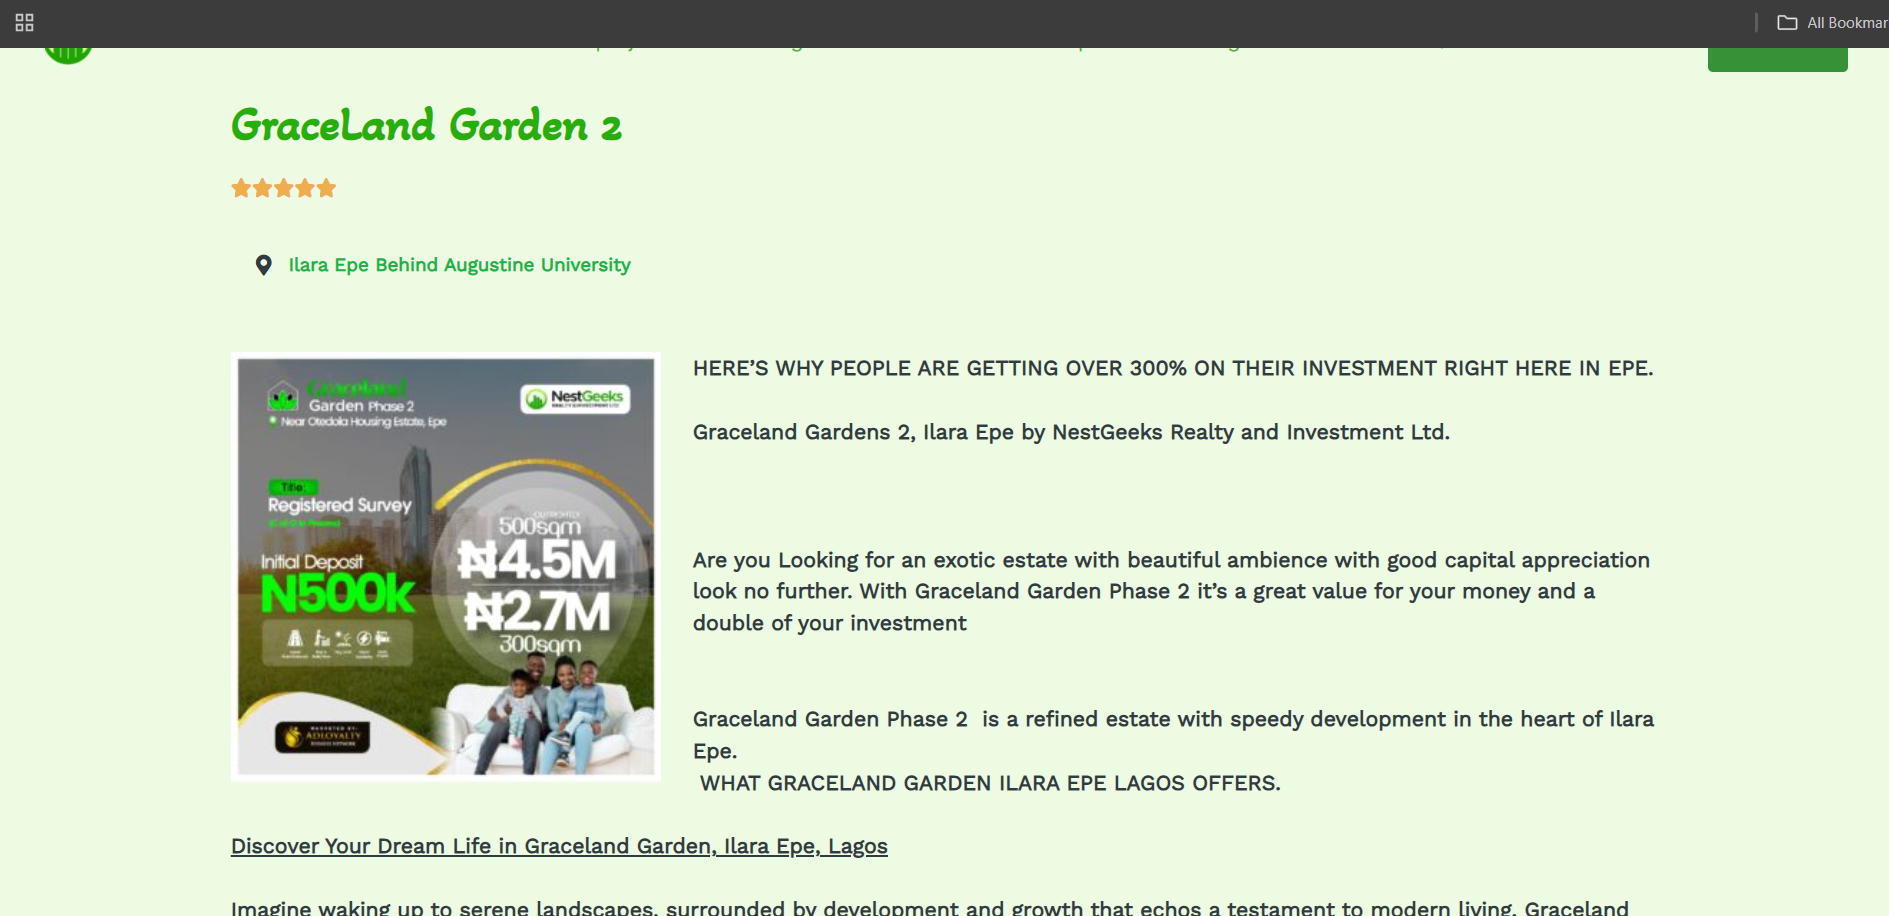 All Bookmar
GraceLand Garden 2
Ilara Epe Behind Augustine University
Graceland
Garden Phase 2
Near Otedola Housing Estate, Epe
NestGeeks
Title:
Registered Survey
Initial Deposit
N500k
OUTRIGHTLY
500sqm
₦4.5M
₦2.7M
300sqm
MARKETED BY:
ADLOYALTY
BUSINESS NETWORK
HERE’S WHY PEOPLE ARE GETTING OVER 300% ON THEIR INVESTMENT RIGHT HERE IN EPE.
Graceland Gardens 2, Ilara Epe by NestGeeks Realty and Investment Ltd.
Are you Looking for an exotic estate with beautiful ambience with good capital appreciation
look no further. With Graceland Garden Phase 2 it’s a great value for your money and a
double of your investment
Graceland Garden Phase 2  is a refined estate with speedy development in the heart of Ilara
Epe.
WHAT GRACELAND GARDEN ILARA EPE LAGOS OFFERS.
Discover Your Dream Life in Graceland Garden, Ilara Epe, Lagos
Imagine waking up to serene landscapes, surrounded by development and growth that echos a testament to modern living. Graceland